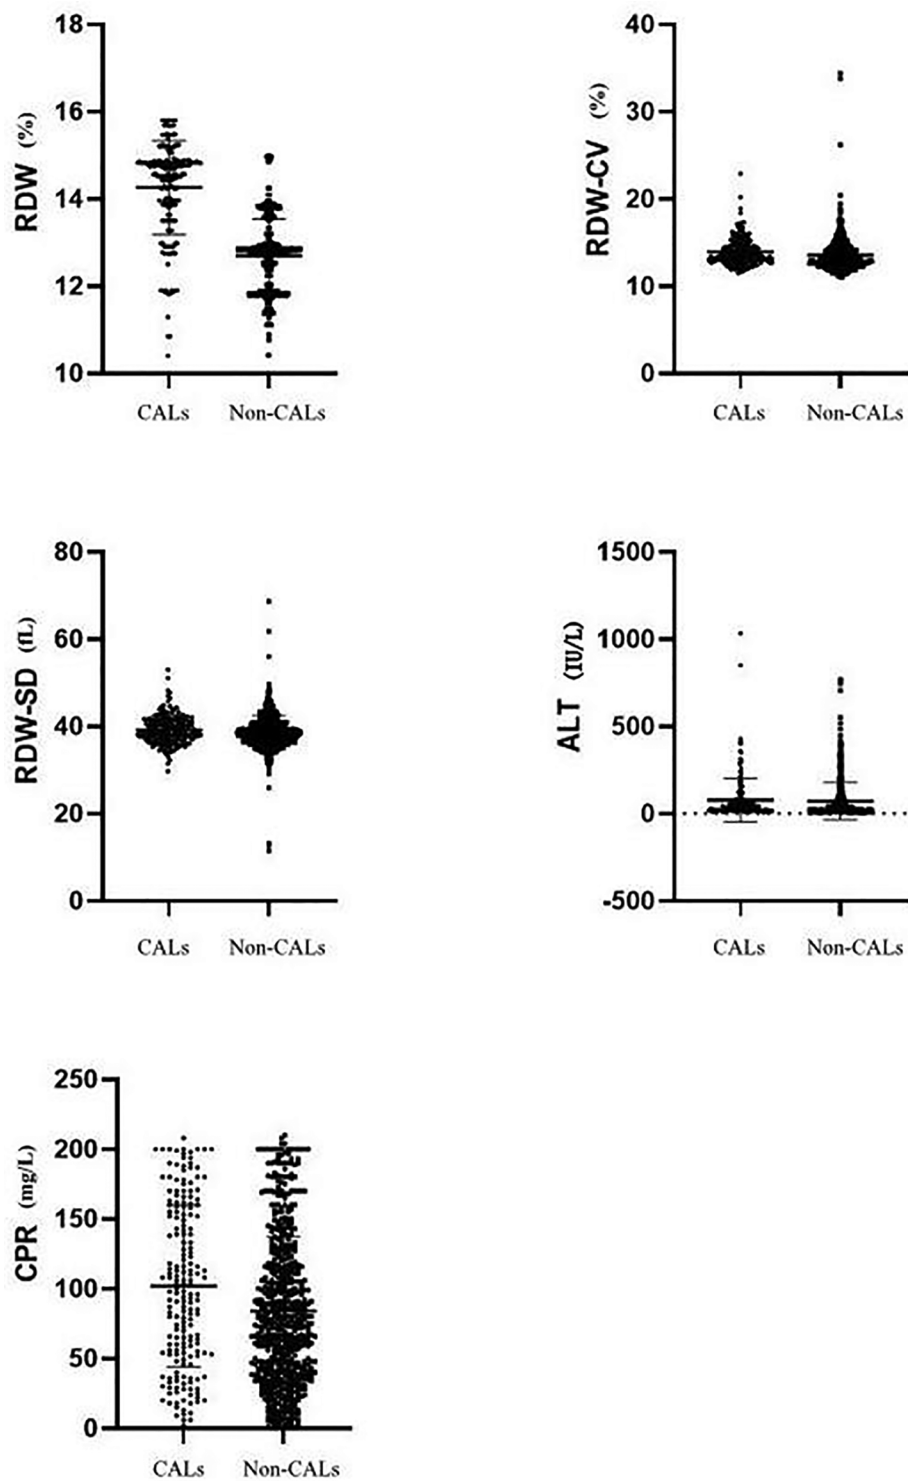 18
16
14
12
10
RDW (%)
CALs Non-CALs
40
30
20
10
0
RDW-CV (%)
CALs Non-CALs
80
60
40
20
0
RDW-SD (fL)
CALs Non-CALs
1500
1000
500
0
-500
ALT (IU/L)
CALs Non-CALs
250
200
150
100
50
0
CPR (mg/L)
CALs Non-CALs